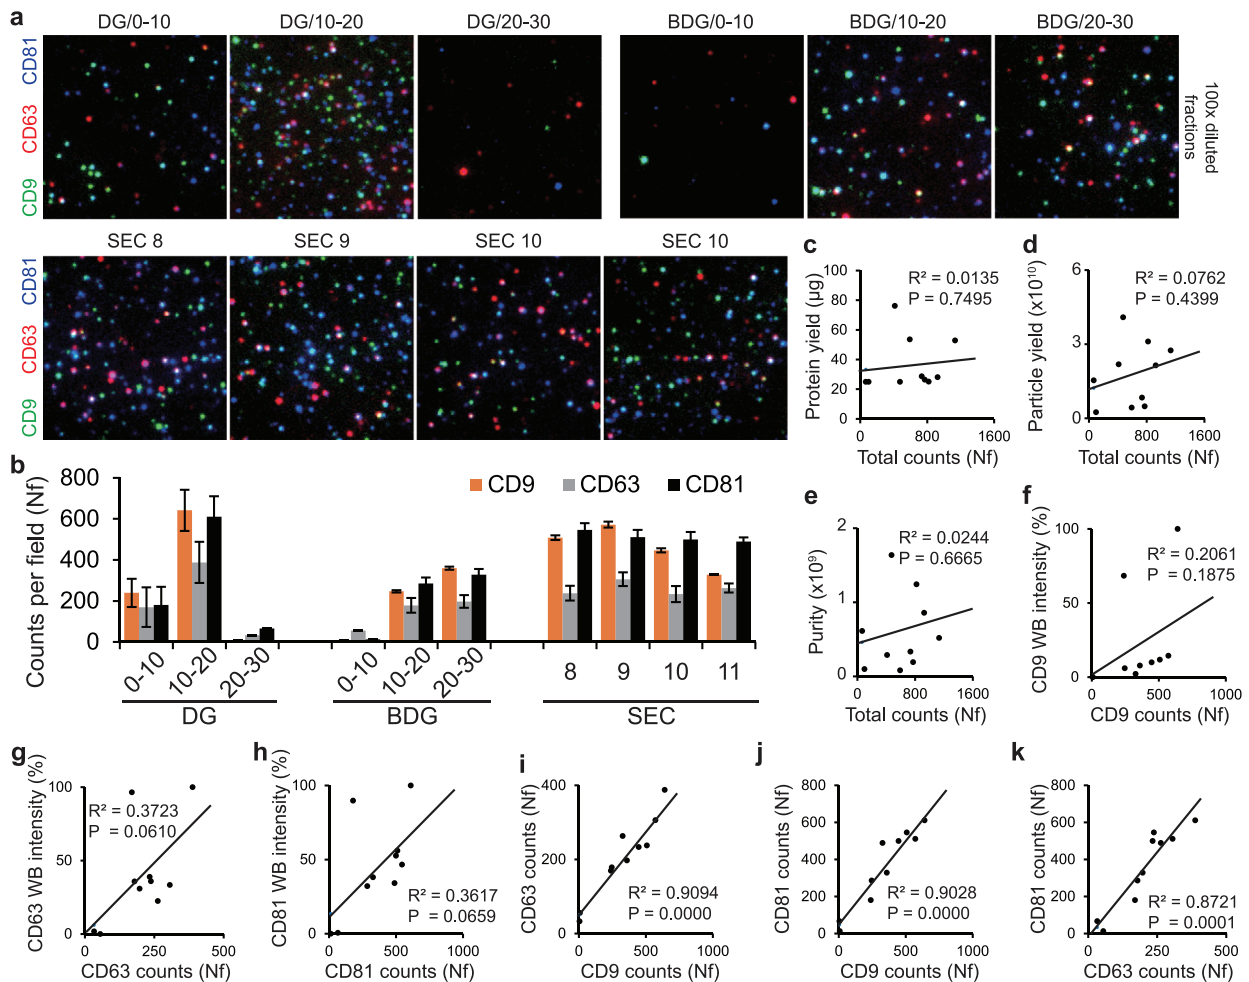 a
DG/0-10 DG/10-20 DG/20-30 BDG/0-10 BDG/10-20 BDG/20-30
CD9 CD63 CD81
100x diluted
fractions
SEC 8 SEC 9 SEC 10 SEC 10
CD9 CD63 CD81
c
Protein yield (µg)
100
80
60
40
20
0
R² = 0.0135
P = 0.7495
0 800 1600
Total counts (Nf)
d
Particle yield (x10¹⁰)
6
3
0
R² = 0.0762
P = 0.4399
0 800 1600
Total counts (Nf)
b
Counts per field (Nf)
800
600
400
200
0
CD9 CD63 CD81
0-10 10-20 20-30 0-10 10-20 20-30 8 9 10 11
DG BDG SEC
e
Purity (x10⁹)
2
1
0
R² = 0.0244
P = 0.6665
0 800 1600
Total counts (Nf)
f
CD9 WB intensity (%)
100
50
0
R² = 0.2061
P = 0.1875
0 500 1000
CD9 counts (Nf)
g
CD63 WB intensity (%)
100
50
0
R² = 0.3723
P = 0.0610
0 250 500
CD63 counts (Nf)
h
CD81 WB intensity (%)
100
50
0
R² = 0.3617
P = 0.0659
0 500 1000
CD81 counts (Nf)
i
CD63 counts (Nf)
400
200
0
R² = 0.9094
P = 0.0000
0 500 1000
CD9 counts (Nf)
j
CD81 counts (Nf)
800
600
400
200
0
R² = 0.9028
P = 0.0000
0 500 1000
CD9 counts (Nf)
k
CD81 counts (Nf)
800
600
400
200
0
R² = 0.8721
P = 0.0001
0 250 500
CD63 counts (Nf)